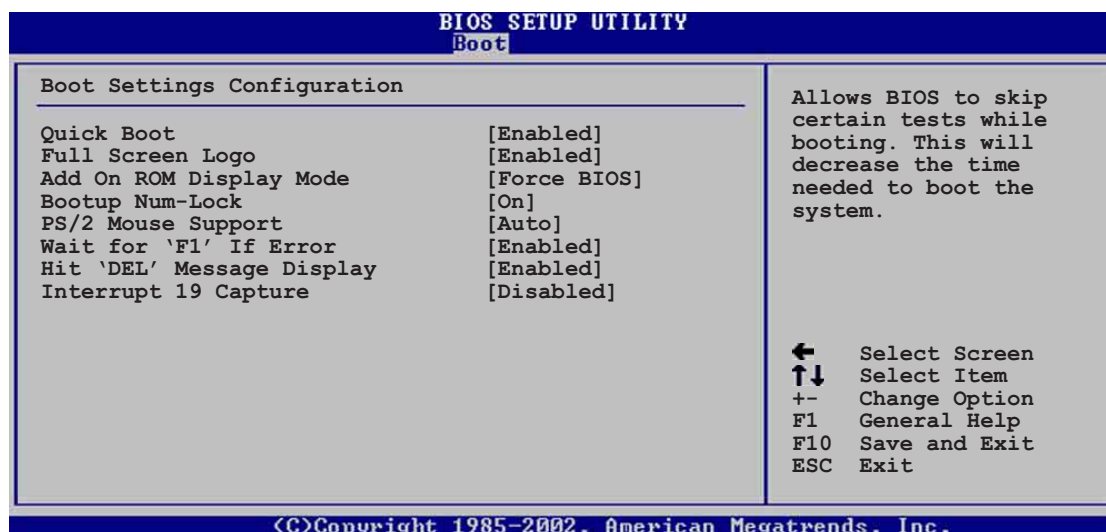 BIOS SETUP UTILITY
Boot
Boot Settings Configuration
Quick Boot [Enabled]
Full Screen Logo [Enabled]
Add On ROM Display Mode [Force BIOS]
Bootup Num-Lock [On]
PS/2 Mouse Support [Auto]
Wait for ‘F1’ If Error [Enabled]
Hit ‘DEL’ Message Display [Enabled]
Interrupt 19 Capture [Disabled]
Allows BIOS to skip
certain tests while
booting. This will
decrease the time
needed to boot the
system.
← Select Screen
↑↓ Select Item
+- Change Option
F1 General Help
F10 Save and Exit
ESC Exit
(C)Copyright 1985-2002, American Megatrends, Inc.